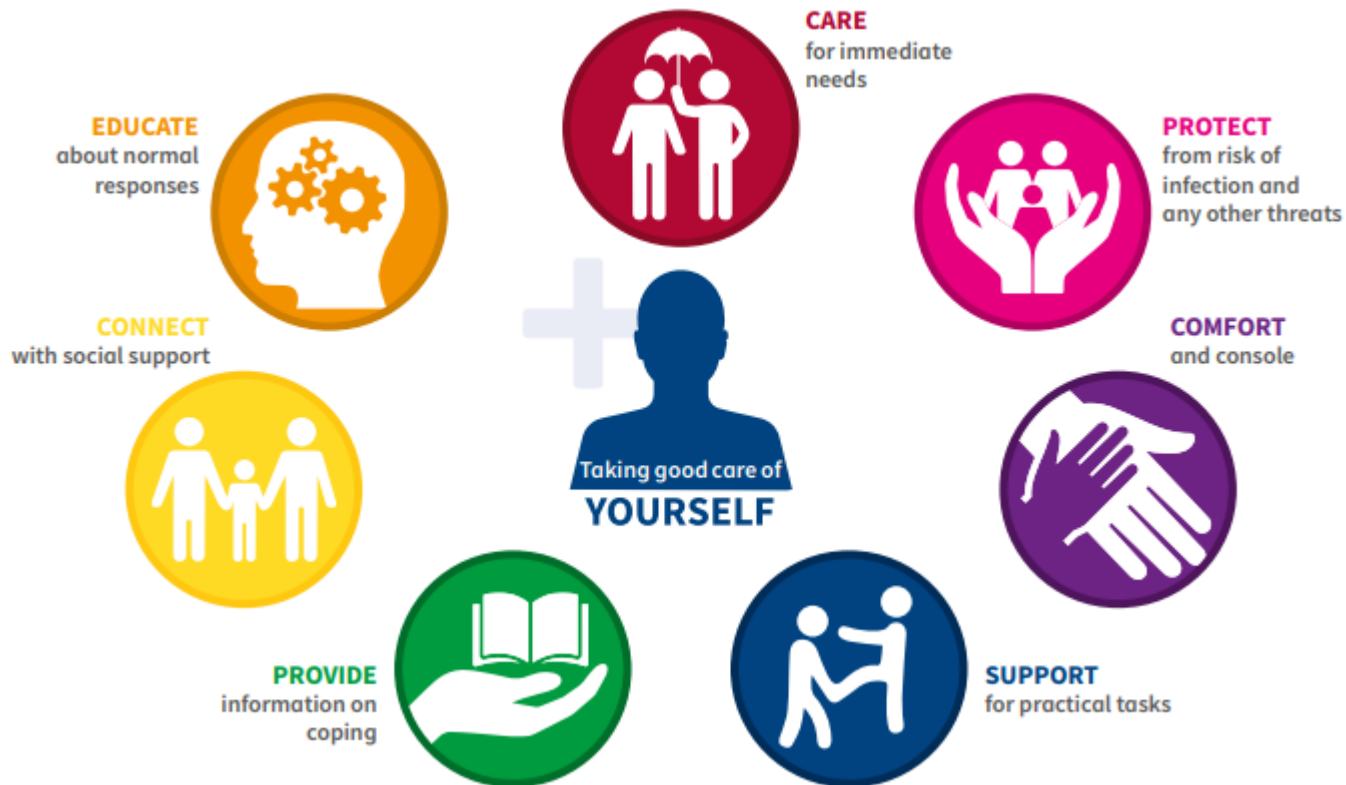 CARE
for immediate
needs
PROTECT
from risk of
infection and
any other threats
COMFORT
and console
SUPPORT
for practical tasks
PROVIDE
information on
coping
CONNECT
with social support
EDUCATE
about normal
responses
Taking good care of
YOURSELF